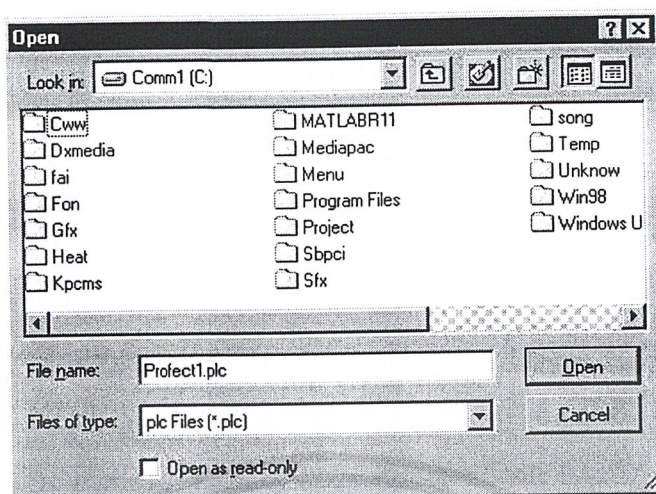 Open
Look in: Comm1 (C:)
Cww
Dxmedia
fai
Fon
Gfx
Heat
Kpcms
MATLABR11
Mediapac
Menu
Program Files
Project
Sbpci
Sfx
song
Temp
Unknow
Win98
Windows U
File name: Profect1.plc
Open
Files of type: plc Files (*.plc)
Cancel
Open as read-only